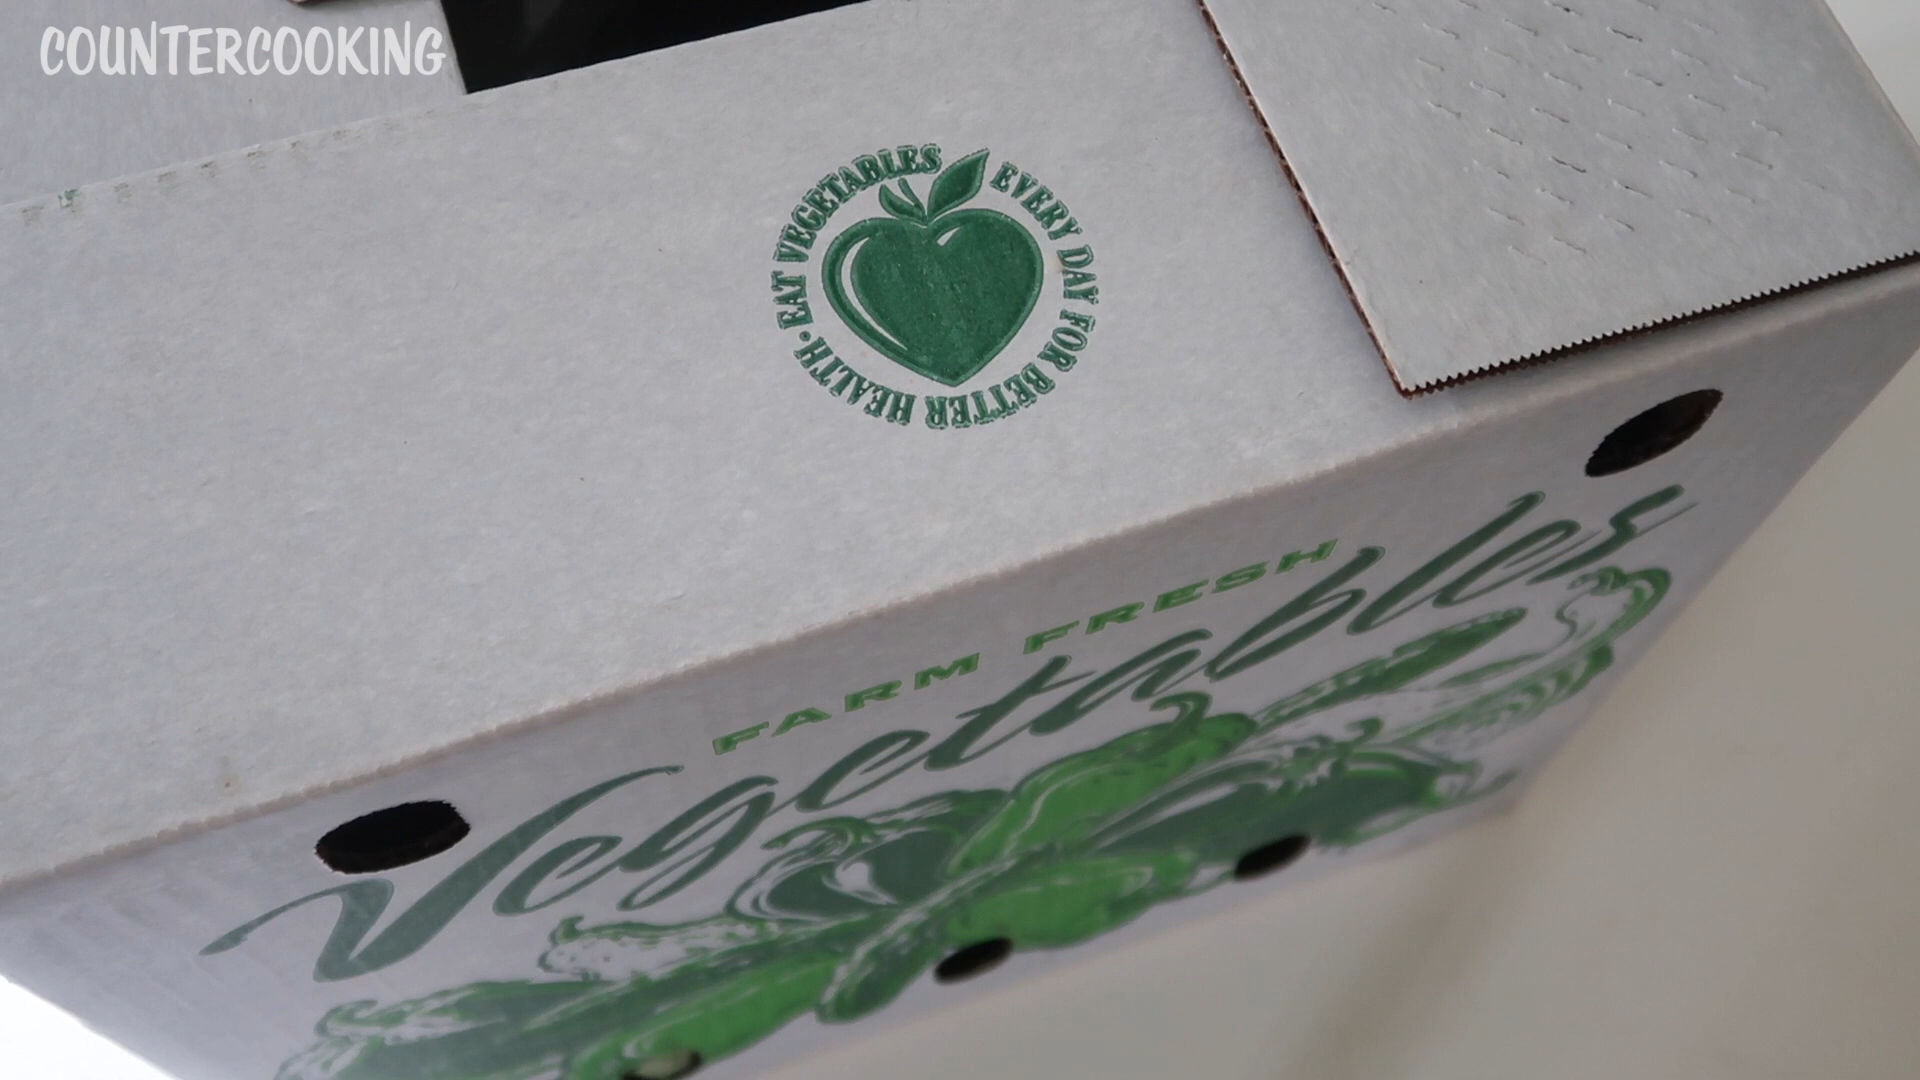 COUNTERCOOKING
EAT VEGETABLES EVERY DAY FOR BETTER HEALTH •
FARM FRESH
Vegetables